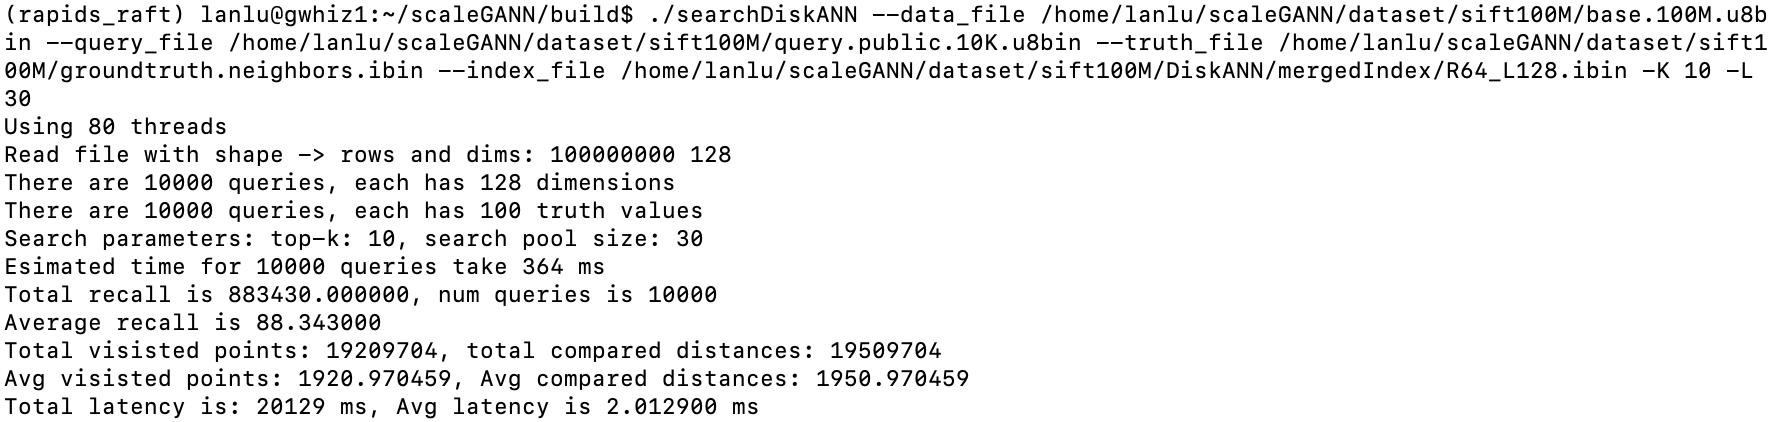 (rapids_raft) lanlu@gwhiz1:~/scaleGANN/build$ ./searchDiskANN --data_file /home/lanlu/scaleGANN/dataset/sift100M/base.100M.u8b
in --query_file /home/lanlu/scaleGANN/dataset/sift100M/query.public.10K.u8bin --truth_file /home/lanlu/scaleGANN/dataset/sift1
00M/groundtruth.neighbors.ibin --index_file /home/lanlu/scaleGANN/dataset/sift100M/DiskANN/mergedIndex/R64_L128.ibin -K 10 -L
30
Using 80 threads
Read file with shape -> rows and dims: 100000000 128
There are 10000 queries, each has 128 dimensions
There are 10000 queries, each has 100 truth values
Search parameters: top-k: 10, search pool size: 30
Esimated time for 10000 queries take 364 ms
Total recall is 883430.000000, num queries is 10000
Average recall is 88.343000
Total visisted points: 19209704, total compared distances: 19509704
Avg visisted points: 1920.970459, Avg compared distances: 1950.970459
Total latency is: 20129 ms, Avg latency is 2.012900 ms